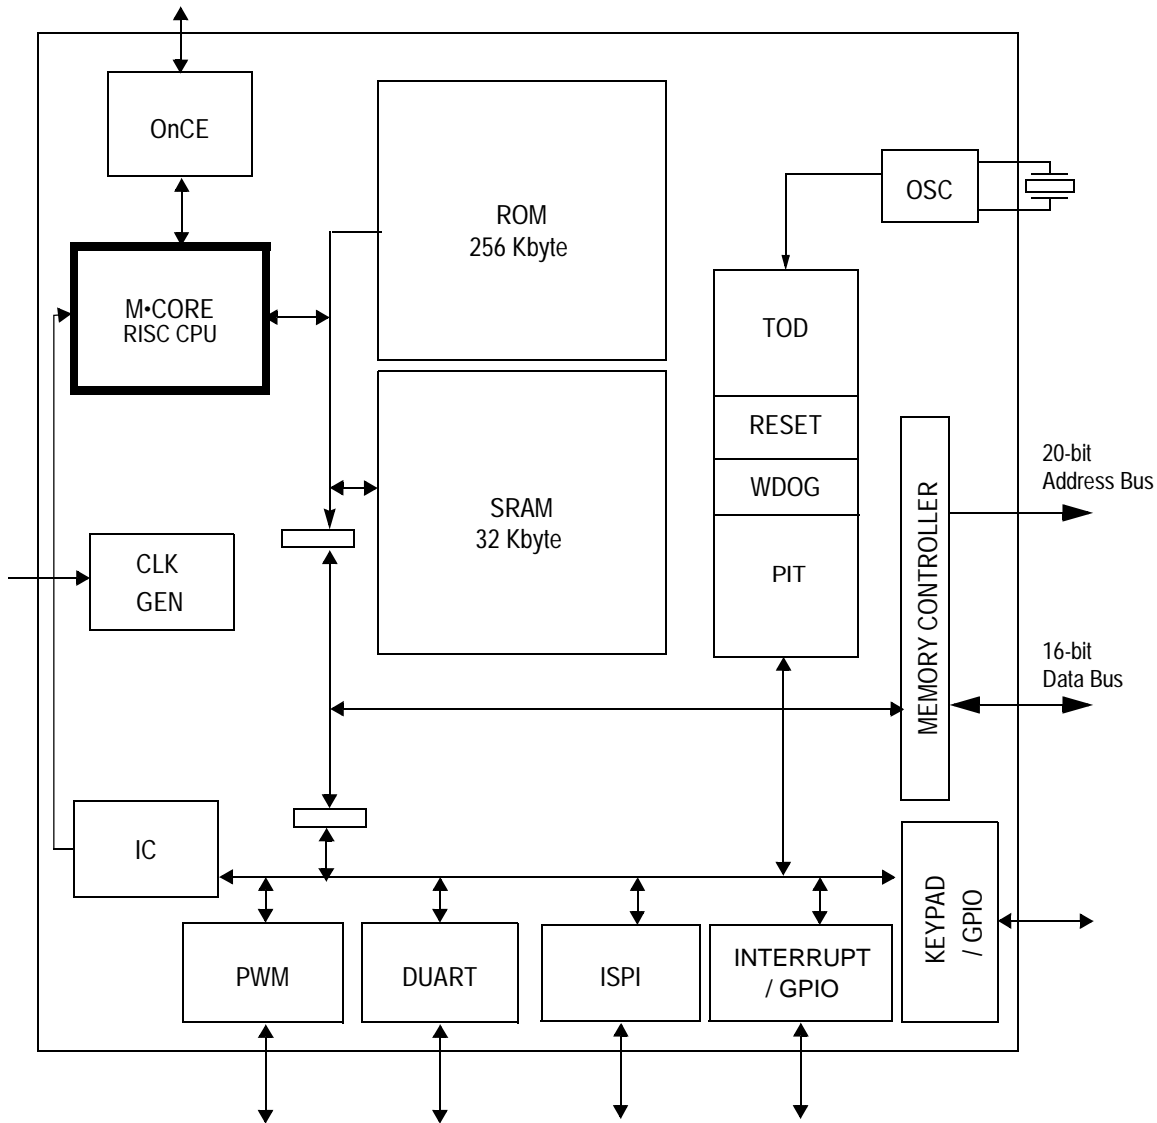 OnCE
ROM
256 Kbyte
OSC
M•CORE
RISC CPU
TOD
RESET
WDOG
PIT
SRAM
32 Kbyte
CLK
GEN
MEMORY CONTROLLER
20-bit
Address Bus
16-bit
Data Bus
IC
KEYPAD
/ GPIO
PWM
DUART
ISPI
INTERRUPT
/ GPIO